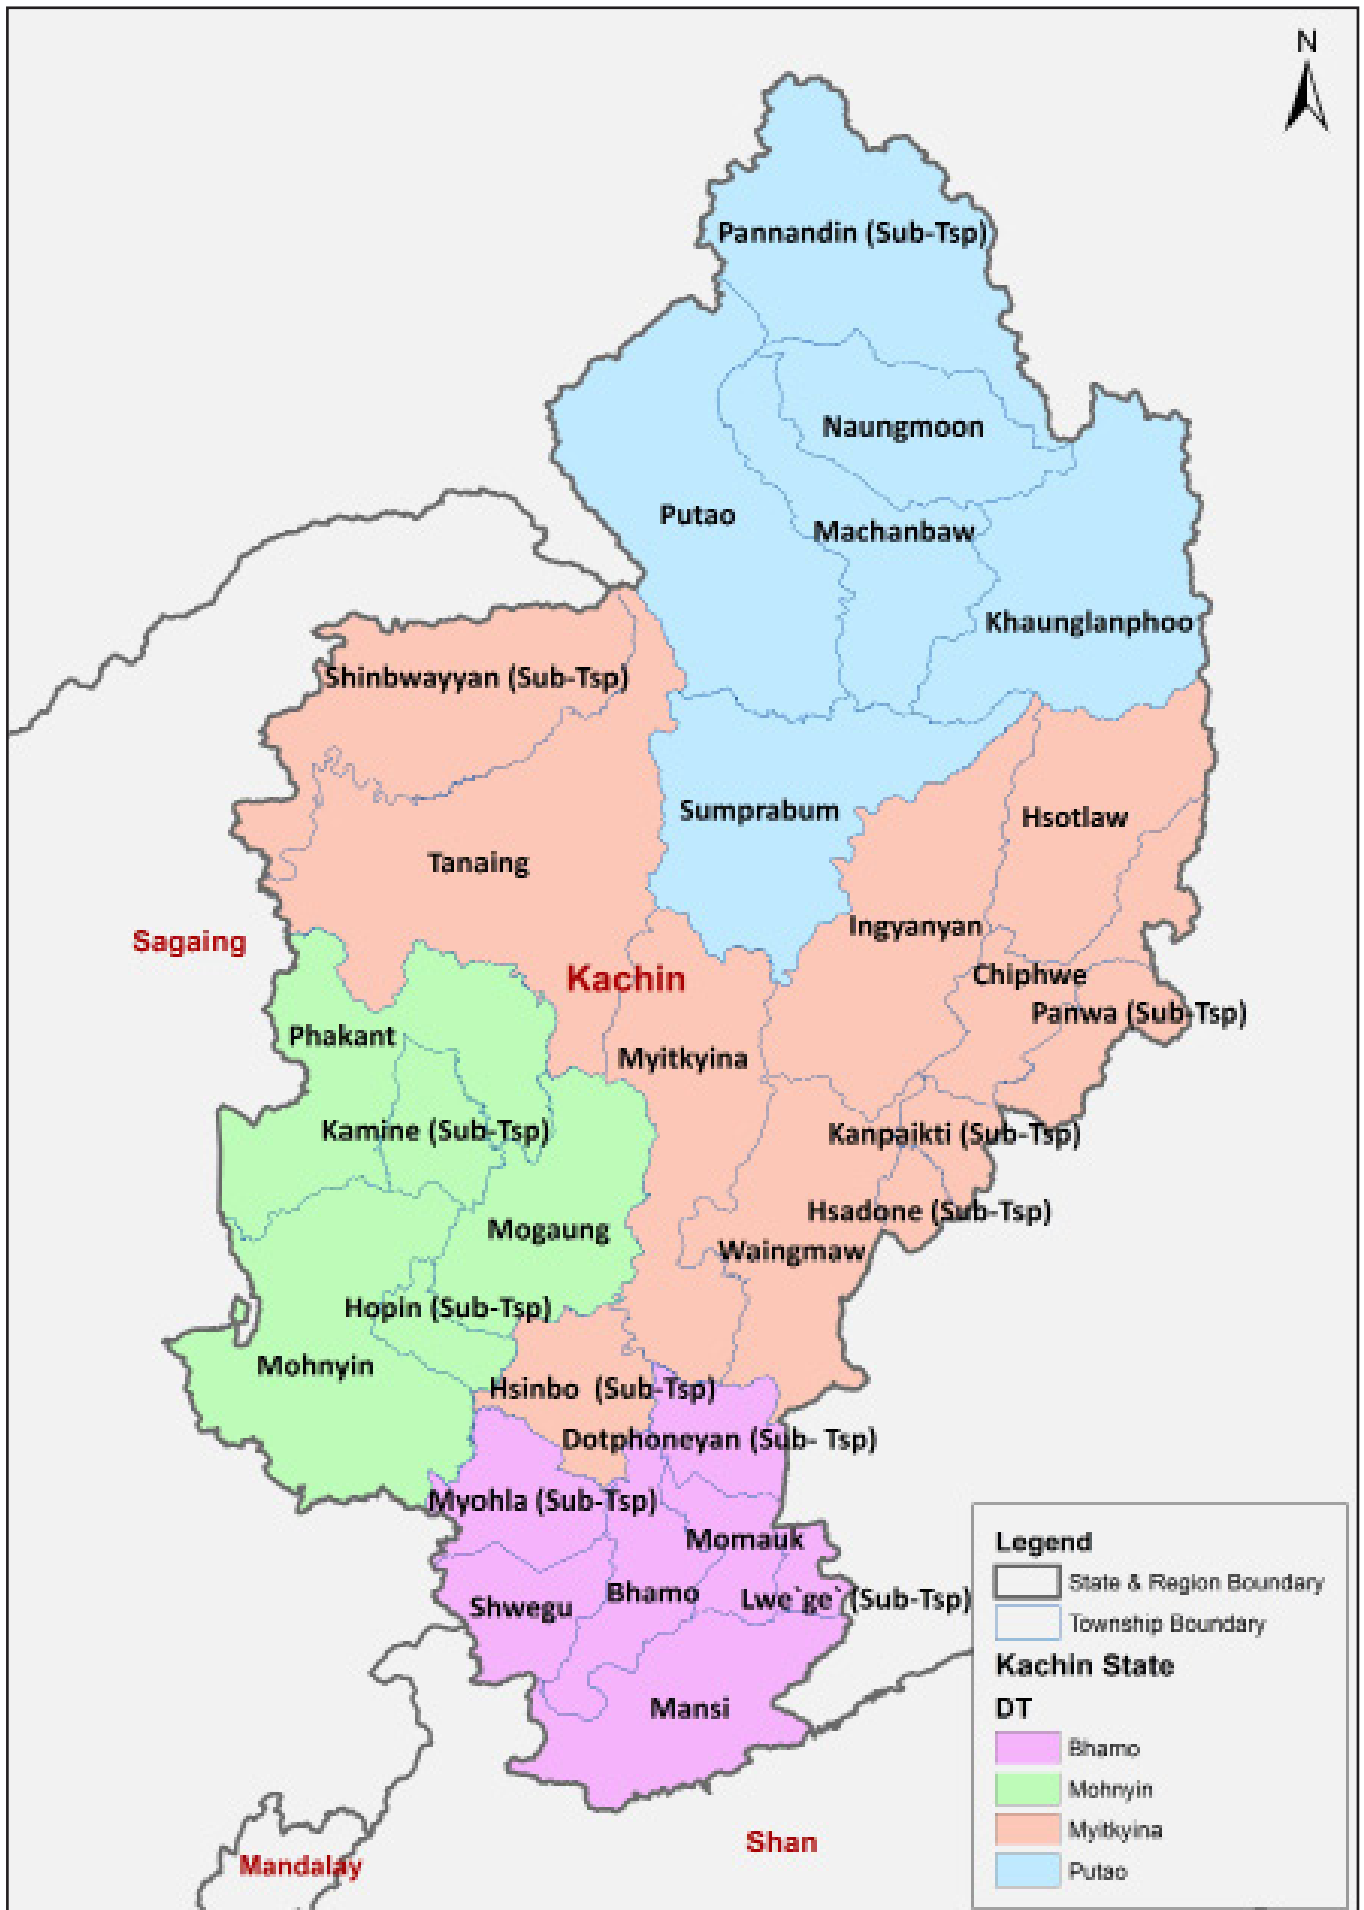 N
Pannandin (Sub-Tsp)
Naungmoon
Putao
Machanbaw
Khaunglanphoo
Shinbwayyan (Sub-Tsp)
Sumprabum
Hsotlaw
Tanaing
Ingyanyan
Sagaing
Kachin
Chiphwe
Panwa (Sub-Tsp)
Phakant
Myitkyina
Kamine (Sub-Tsp)
Kanpaikti (Sub-Tsp)
Hsadone (Sub-Tsp)
Mogaung
Waingmaw
Hopin (Sub-Tsp)
Mohnyin
Hsinbo (Sub-Tsp)
Dotphoneyan (Sub- Tsp)
Myohla (Sub-Tsp)
Momauk
Bhamo
Lwe`ge` (Sub-Tsp)
Shwegu
Mansi
Shan
Mandalay
Legend
State & Region Boundary
Township Boundary
Kachin State
DT
Bhamo
Mohnyin
Myitkyina
Putao